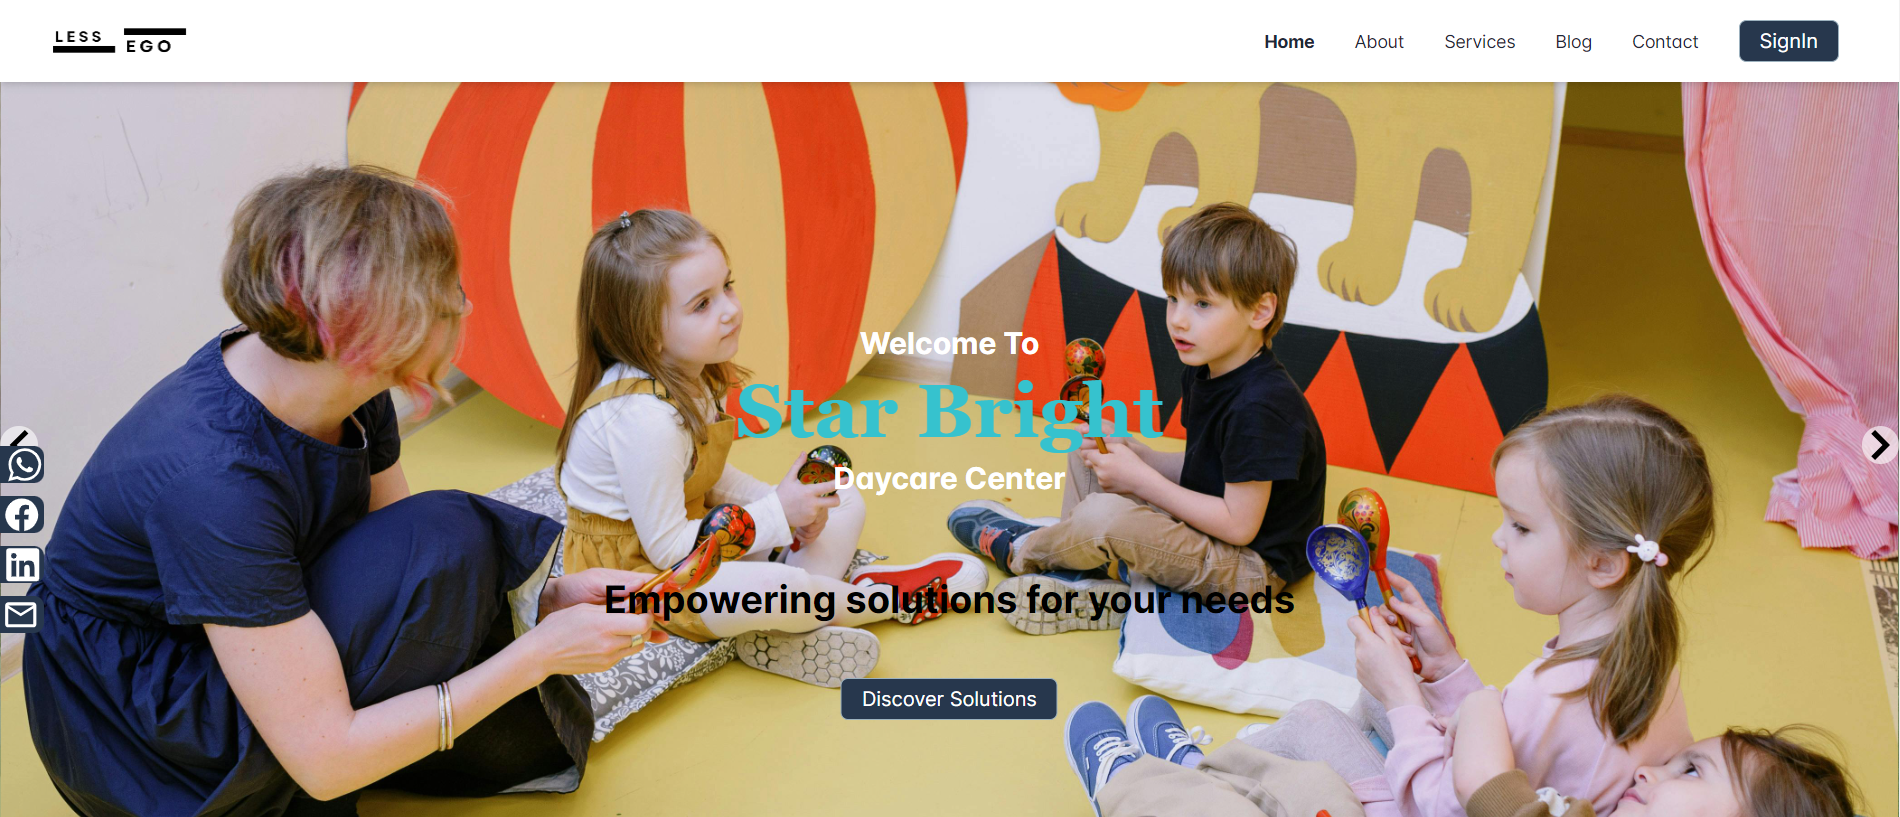 LESS
EGO
Home
About
Services
Blog
Contact
SignIn
Welcome To
Star Bright
Daycare Center
Empowering solutions for your needs
Discover Solutions